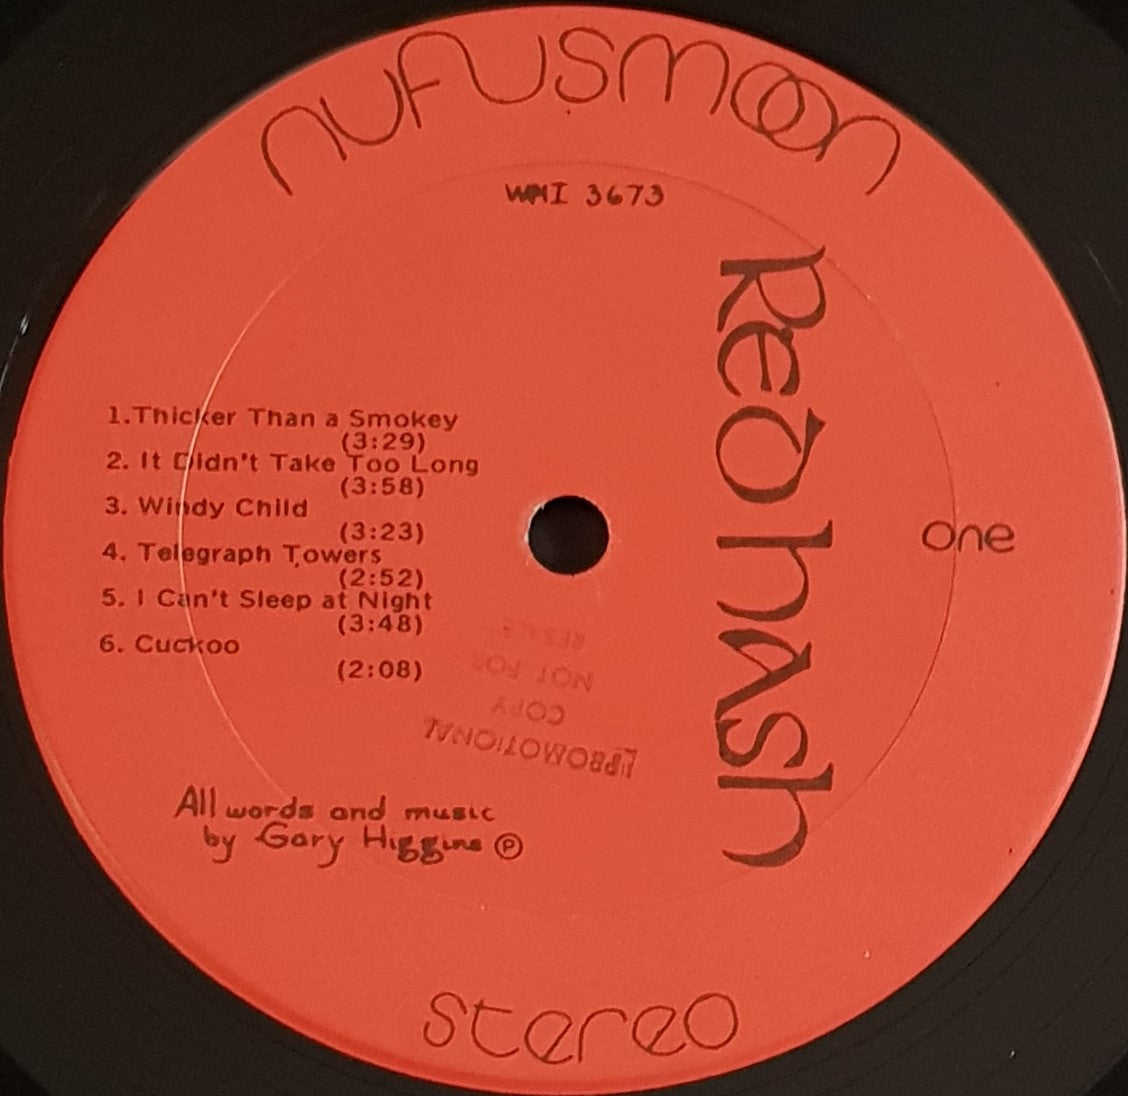 nufusmoon
WMI 3673
Red hash
one
1.Thicker Than a Smokey
(3:29)
2. It Didn't Take Too Long
(3:58)
3. Windy Child
(3:23)
4. Telegraph Towers
(2:52)
5. I Can't Sleep at Night
(3:48)
6. Cuckoo
(2:08)
PROMOTIONAL
COPY
NOT FOR
RESALE
All words and music
by Gary Higgins ℗
stereo